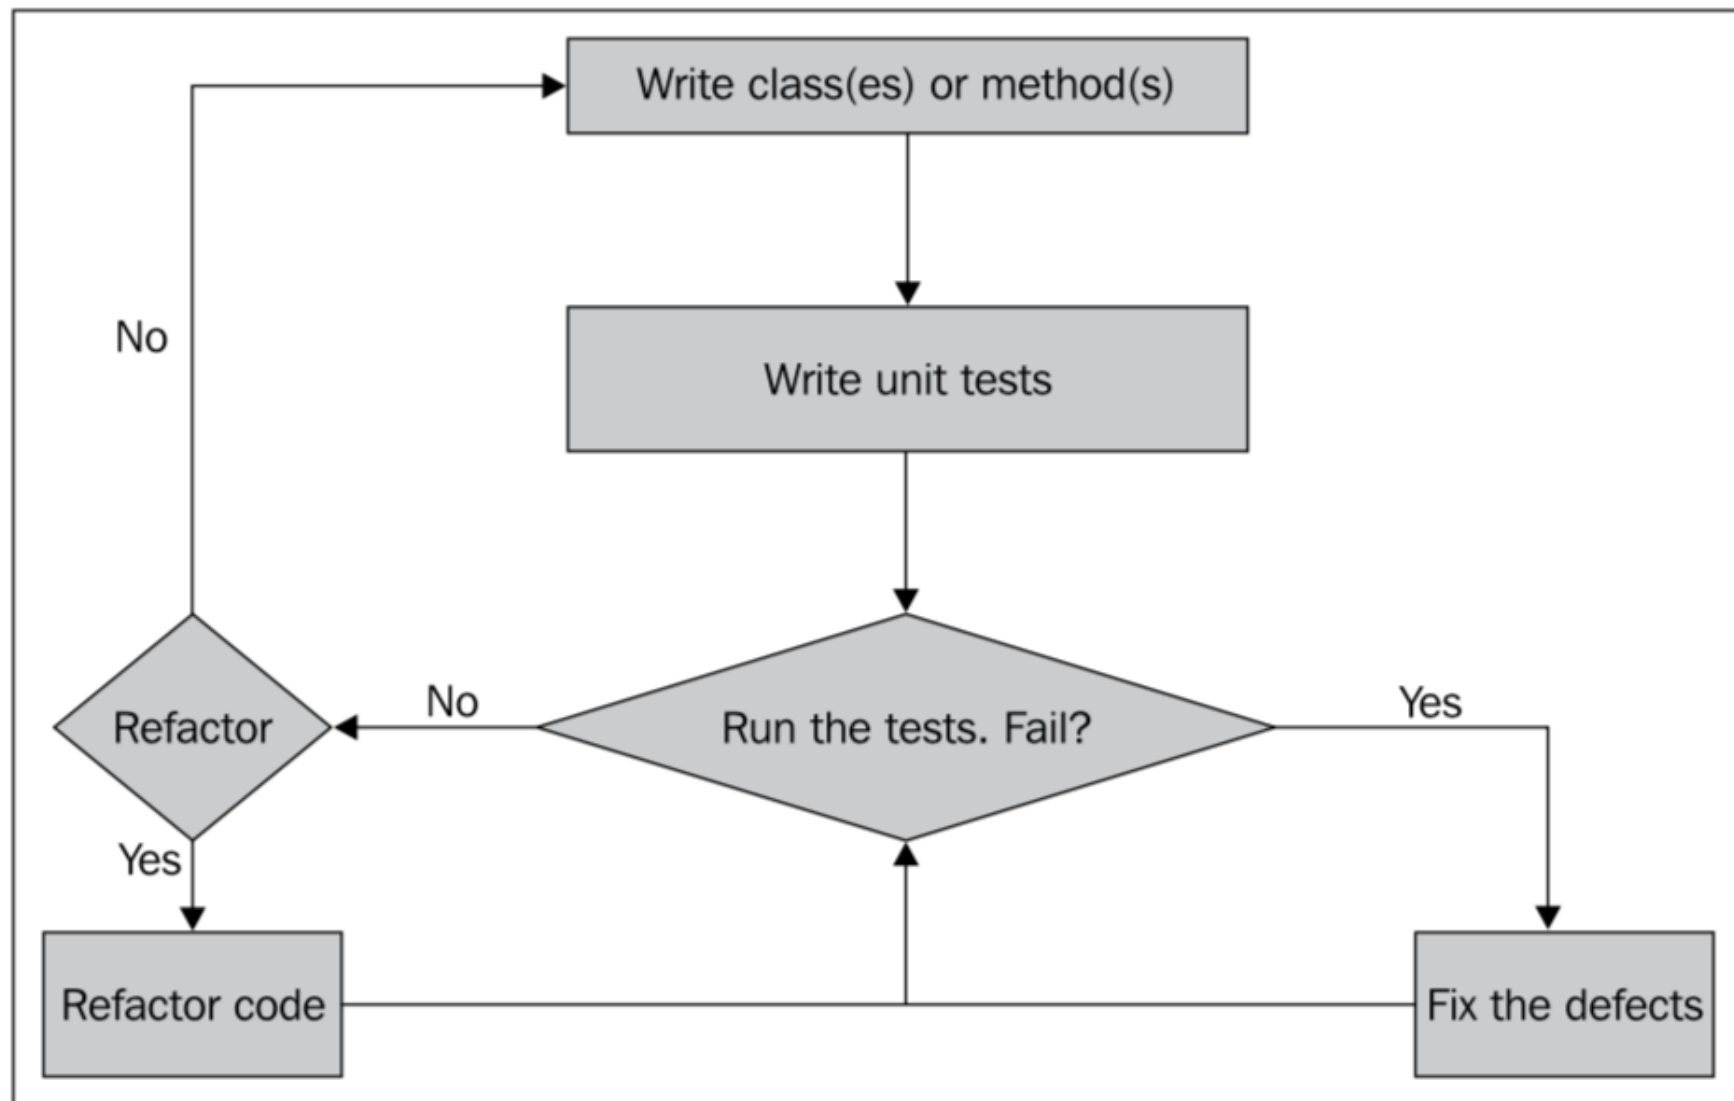 Write class(es) or method(s)
No
Write unit tests
Refactor
No
Run the tests. Fail?
Yes
Yes
Refactor code
Fix the defects